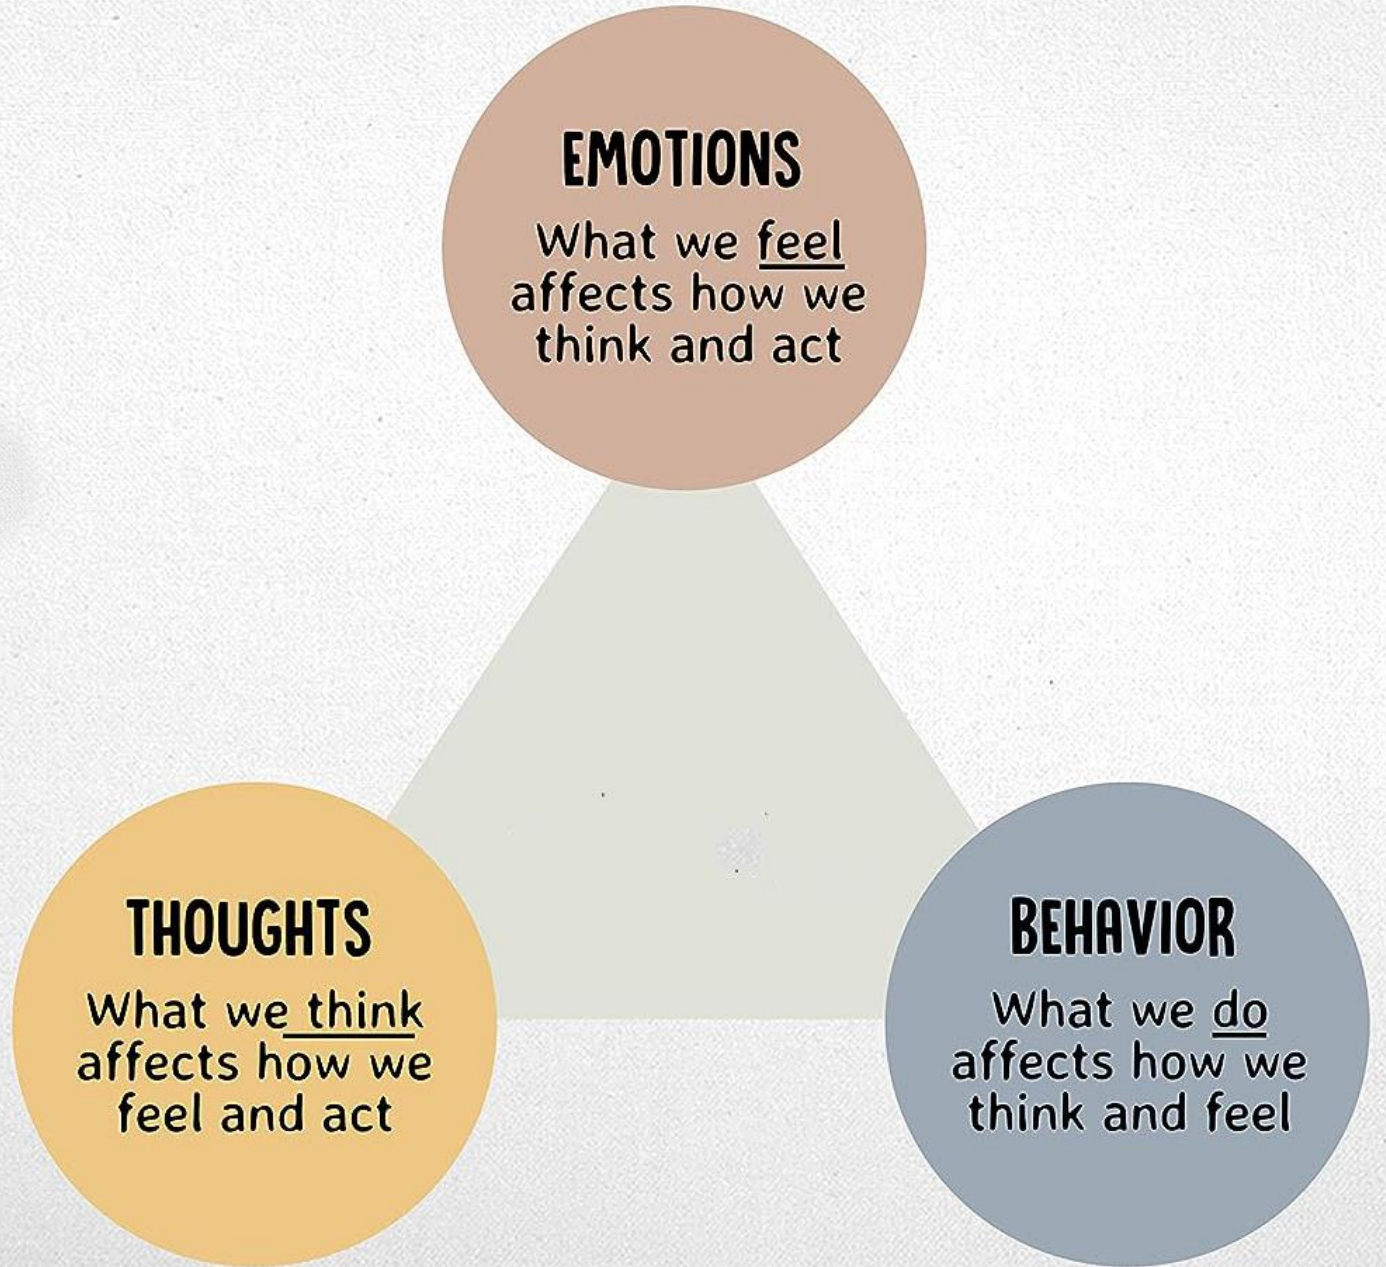 EMOTIONS
What we feel
affects how we
think and act
THOUGHTS
What we think
affects how we
feel and act
BEHAVIOR
What we do
affects how we
think and feel